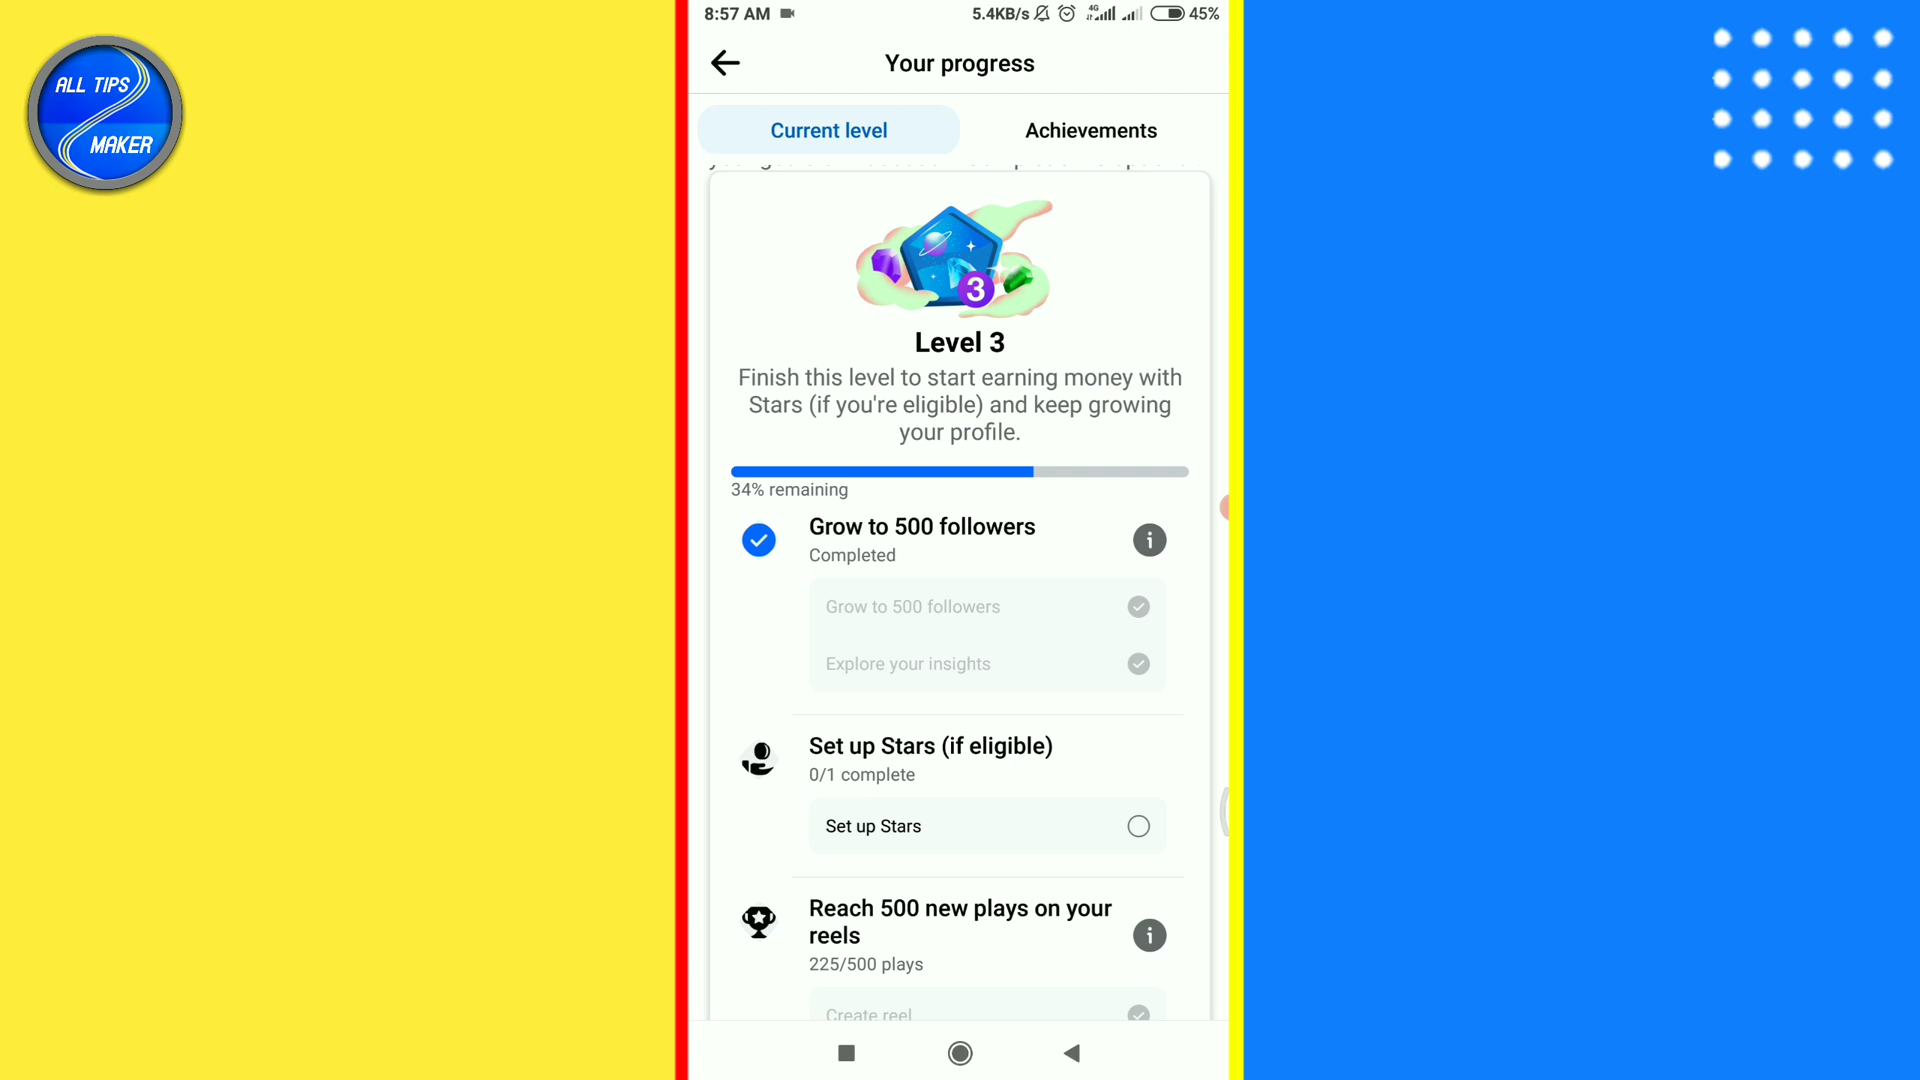 ALL TIPS
MAKER
8:57 AM
5.4KB/s 4G 45%
Your progress
Current level
Achievements
3
Level 3
Finish this level to start earning money with
Stars (if you're eligible) and keep growing
your profile.
34% remaining
Grow to 500 followers
Completed
Grow to 500 followers
Explore your insights
Set up Stars (if eligible)
0/1 complete
Set up Stars
Reach 500 new plays on your
reels
225/500 plays
Create reel